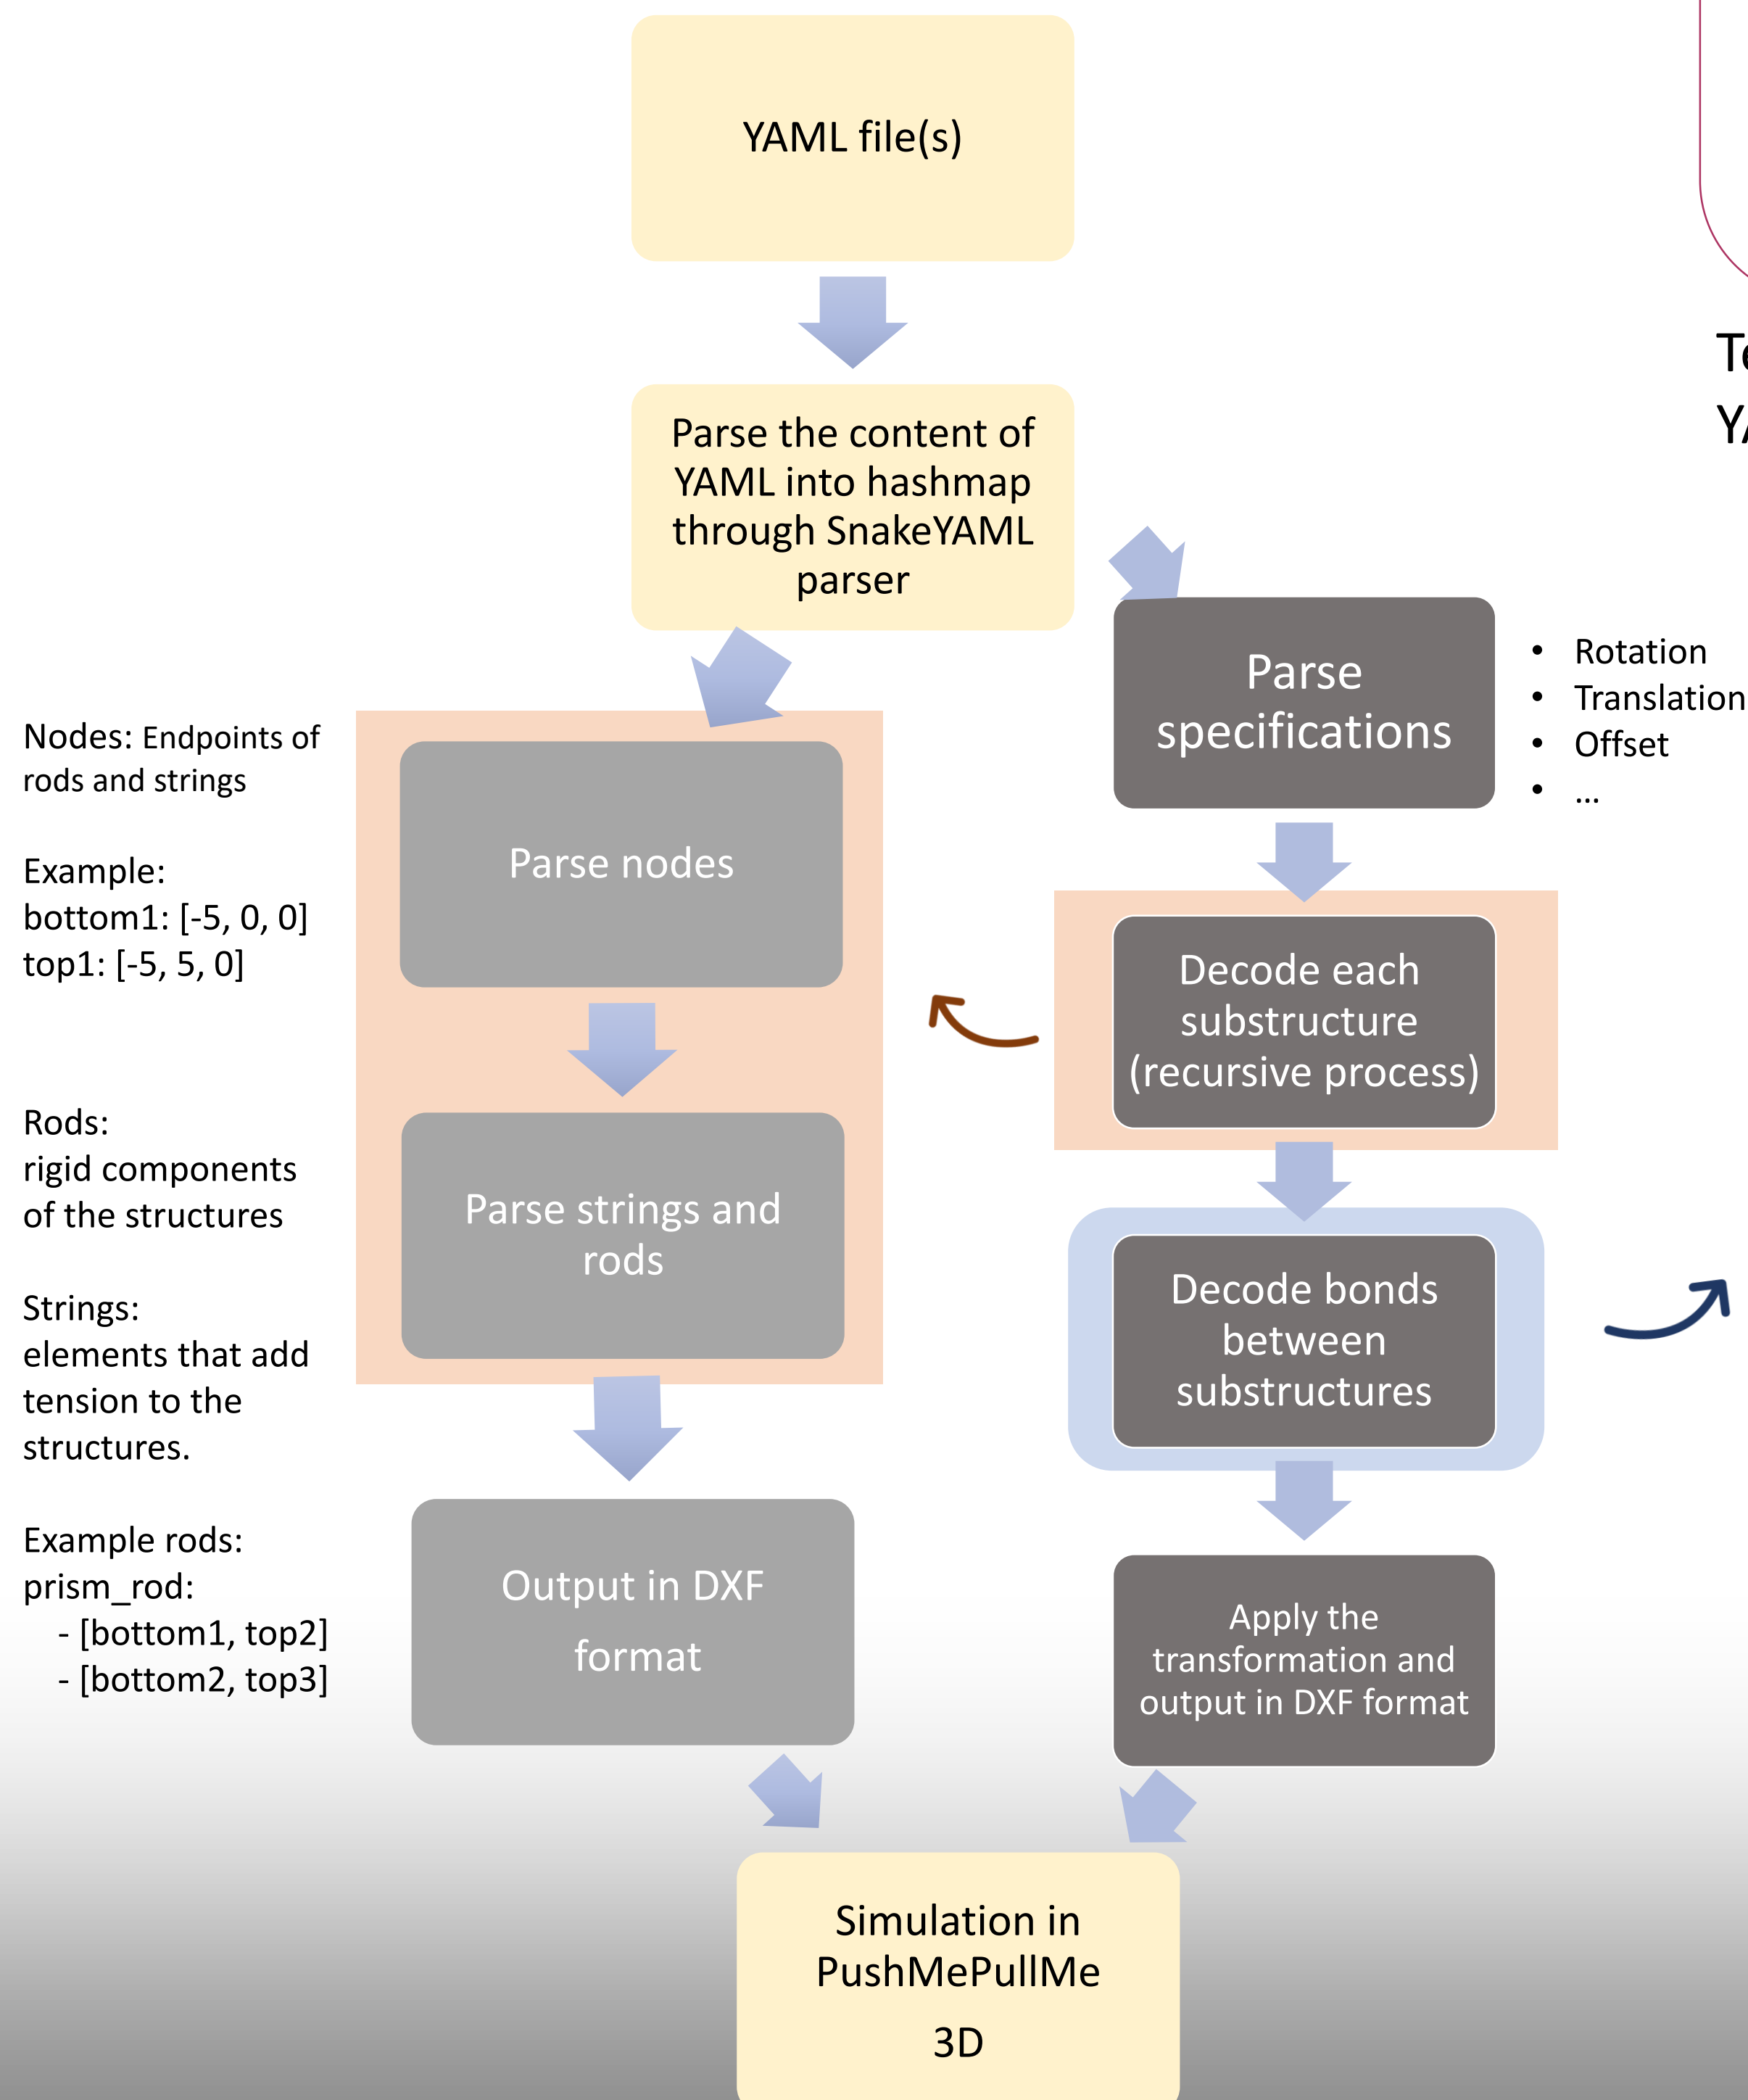 YAML file(s)
Parse the content of
YAML into hashmap
through SnakeYAML
parser
Parse
specifications
• Rotation
• Translation
• Offset
• ...
Nodes: Endpoints of
rods and strings
Example:
bottom1: [-5, 0, 0]
top1: [-5, 5, 0]
Parse nodes
Decode each
substructure
(recursive process)
Rods:
rigid components
of the structures
Strings:
elements that add
tension to the
structures.
Parse strings and
rods
Decode bonds
between
substructures
Example rods:
prism_rod:
- [bottom1, top2]
- [bottom2, top3]
Output in DXF
format
Apply the
transformation and
output in DXF format
Simulation in
PushMePullMe
3D